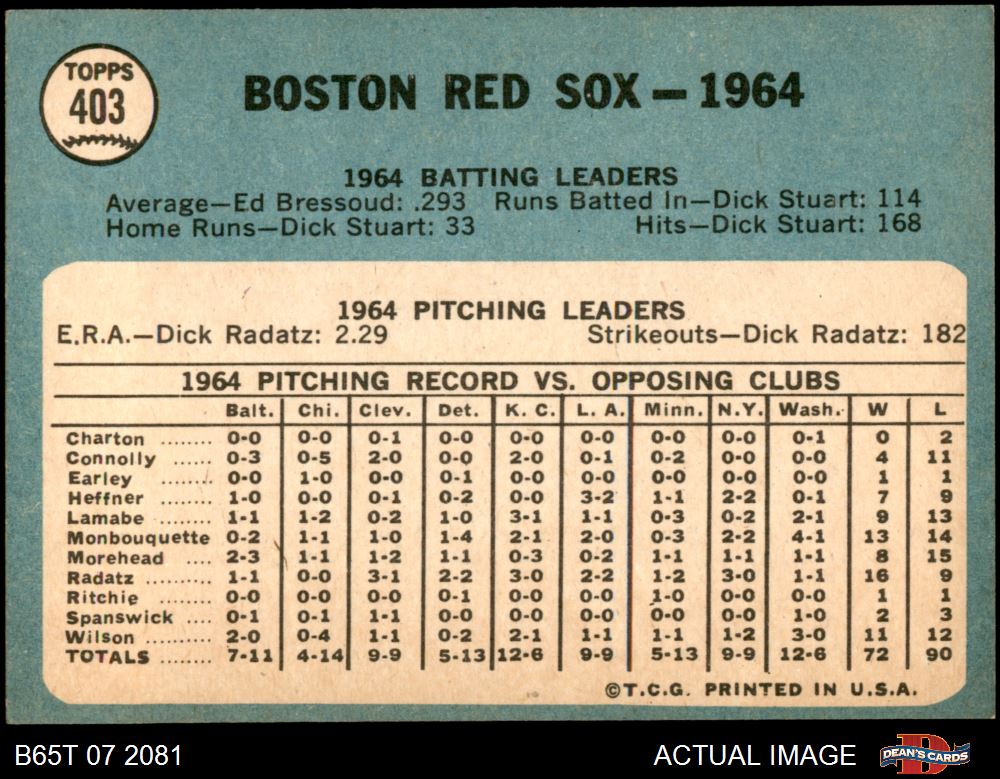 TOPPS
403
BOSTON RED SOX — 1964
1964 BATTING LEADERS
Average—Ed Bressoud: .293 Runs Batted In—Dick Stuart: 114
Home Runs—Dick Stuart: 33 Hits—Dick Stuart: 168
1964 PITCHING LEADERS
E.R.A.—Dick Radatz: 2.29 Strikeouts—Dick Radatz: 182
1964 PITCHING RECORD VS. OPPOSING CLUBS
Balt. Chi. Clev. Det. K. C. L. A. Minn. N.Y. Wash. W L
Charton ........ 0-0 0-0 0-1 0-0 0-0 0-0 0-0 0-0 0-1 0 2
Connolly ...... 0-3 0-5 2-0 0-0 2-0 0-1 0-2 0-0 0-0 4 11
Earley ........ 0-0 1-0 0-0 0-1 0-0 0-0 0-0 0-0 0-0 1 1
Heffner ........ 1-0 0-0 0-1 0-2 0-0 3-2 1-1 2-2 0-1 7 9
Lamabe ........ 1-1 1-2 0-2 1-0 3-1 1-1 0-3 0-2 2-1 9 13
Monbouquette 0-2 1-1 1-0 1-4 2-1 2-0 0-3 2-2 4-1 13 14
Morehead .... 2-3 1-1 1-2 1-1 0-3 0-2 1-1 1-1 1-1 8 15
Radatz .......... 1-1 0-0 3-1 2-2 3-0 2-2 1-2 3-0 1-1 16 9
Ritchie ........ 0-0 0-0 0-0 0-1 0-0 0-0 1-0 0-0 0-0 1 1
Spanswick .... 0-1 0-1 1-1 0-0 0-0 0-0 0-0 0-0 1-0 2 3
Wilson .......... 2-0 0-4 1-1 0-2 2-1 1-1 1-1 1-2 3-0 11 12
TOTALS ........ 7-11 4-14 9-9 5-13 12-6 9-9 5-13 9-9 12-6 72 90
©T.C.G. PRINTED IN U.S.A.
B65T 07 2081 ACTUAL IMAGE DEAN'S CARDS